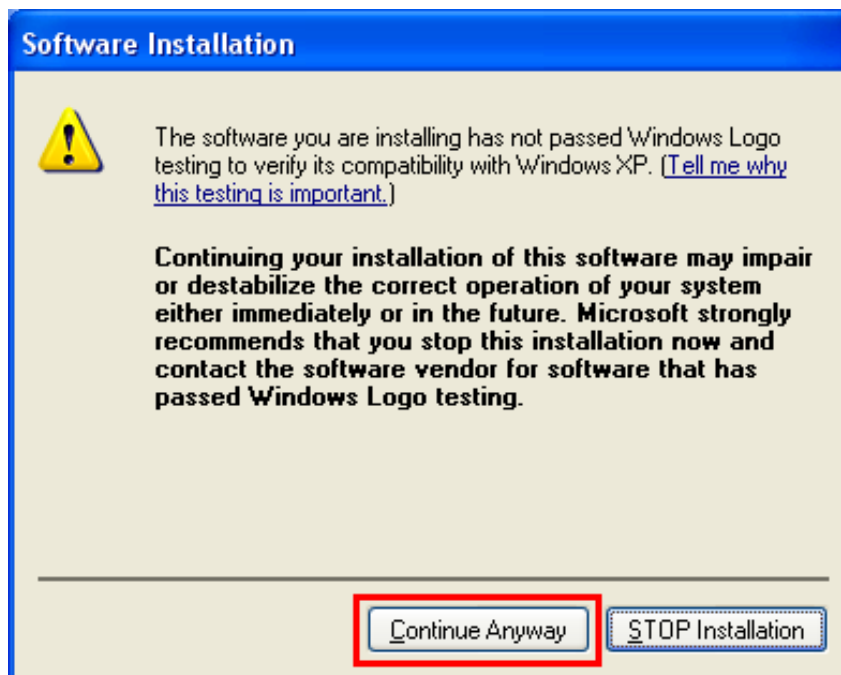 Software Installation
The software you are installing has not passed Windows Logo
testing to verify its compatibility with Windows XP. (Tell me why
this testing is important.)
Continuing your installation of this software may impair
or destabilize the correct operation of your system
either immediately or in the future. Microsoft strongly
recommends that you stop this installation now and
contact the software vendor for software that has
passed Windows Logo testing.
Continue Anyway
STOP Installation